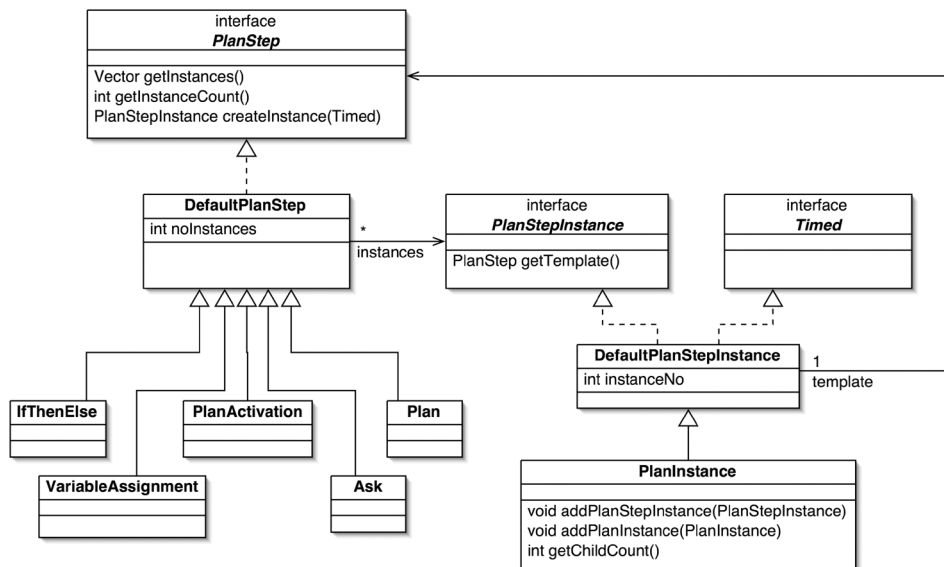 interface
PlanStep
Vector getInstances()
int getInstanceCount()
PlanStepInstance createInstance(Timed)
DefaultPlanStep
int noInstances
*
instances
interface
PlanStepInstance
PlanStep getTemplate()
interface
Timed
DefaultPlanStepInstance
int instanceNo
1
template
IfThenElse
PlanActivation
Plan
VariableAssignment
Ask
PlanInstance
void addPlanStepInstance(PlanStepInstance)
void addPlanInstance(PlanInstance)
int getChildCount()